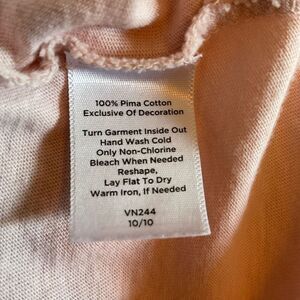 100% Pima Cotton
Exclusive Of Decoration
Turn Garment Inside Out
Hand Wash Cold
Only Non-Chlorine
Bleach When Needed
Reshape,
Lay Flat To Dry
Warm Iron, If Needed
VN244
10/10